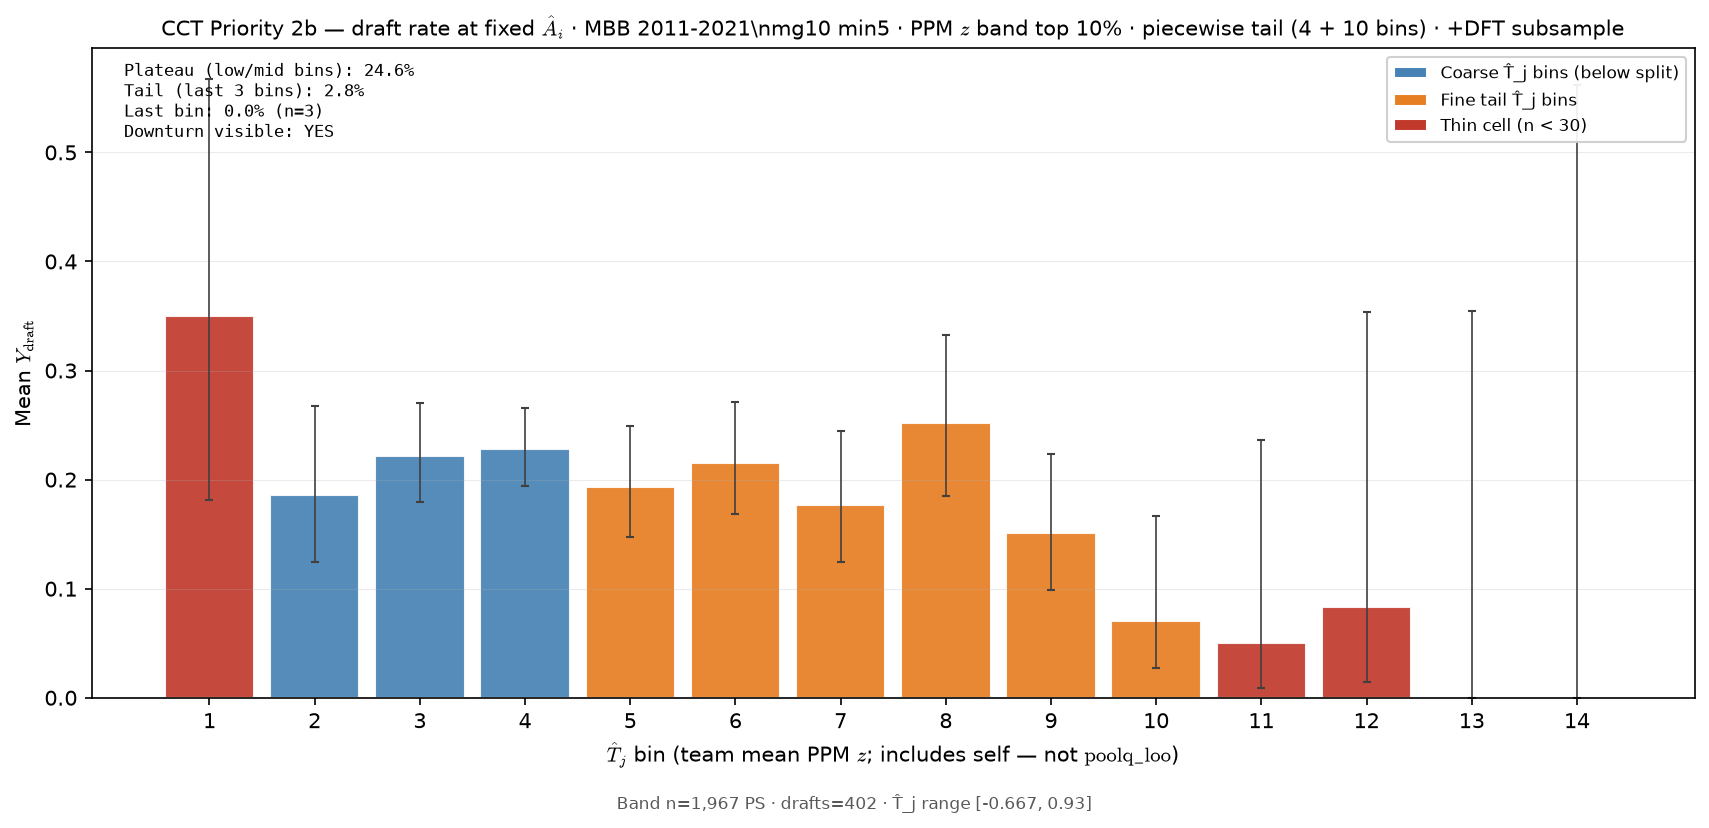 CCT Priority 2b — draft rate at fixed Âᵢ · MBB 2011-2021\nmg10 min5 · PPM z band top 10% · piecewise tail (4 + 10 bins) · +DFT subsample
Plateau (low/mid bins): 24.6%
Tail (last 3 bins): 2.8%
Last bin: 0.0% (n=3)
Downturn visible: YES
Coarse T̂_j bins (below split)
Fine tail T̂_j bins
Thin cell (n < 30)
Mean Y_draft
0.5
0.4
0.3
0.2
0.1
0.0
1 2 3 4 5 6 7 8 9 10 11 12 13 14
T̂ⱼ bin (team mean PPM z; includes self — not poolq_loo)
Band n=1,967 PS · drafts=402 · T̂_j range [-0.667, 0.93]